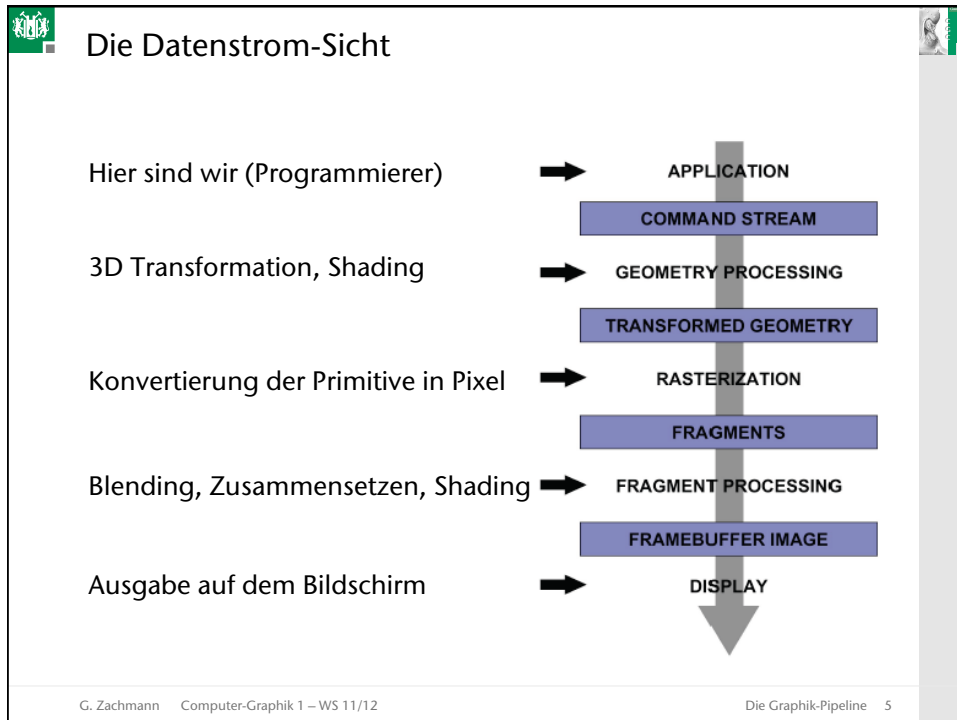 Die Datenstrom-Sicht
Hier sind wir (Programmierer)
APPLICATION
COMMAND STREAM
3D Transformation, Shading
GEOMETRY PROCESSING
TRANSFORMED GEOMETRY
Konvertierung der Primitive in Pixel
RASTERIZATION
FRAGMENTS
Blending, Zusammensetzen, Shading
FRAGMENT PROCESSING
FRAMEBUFFER IMAGE
Ausgabe auf dem Bildschirm
DISPLAY
G. Zachmann Computer-Graphik 1 – WS 11/12
Die Graphik-Pipeline 5